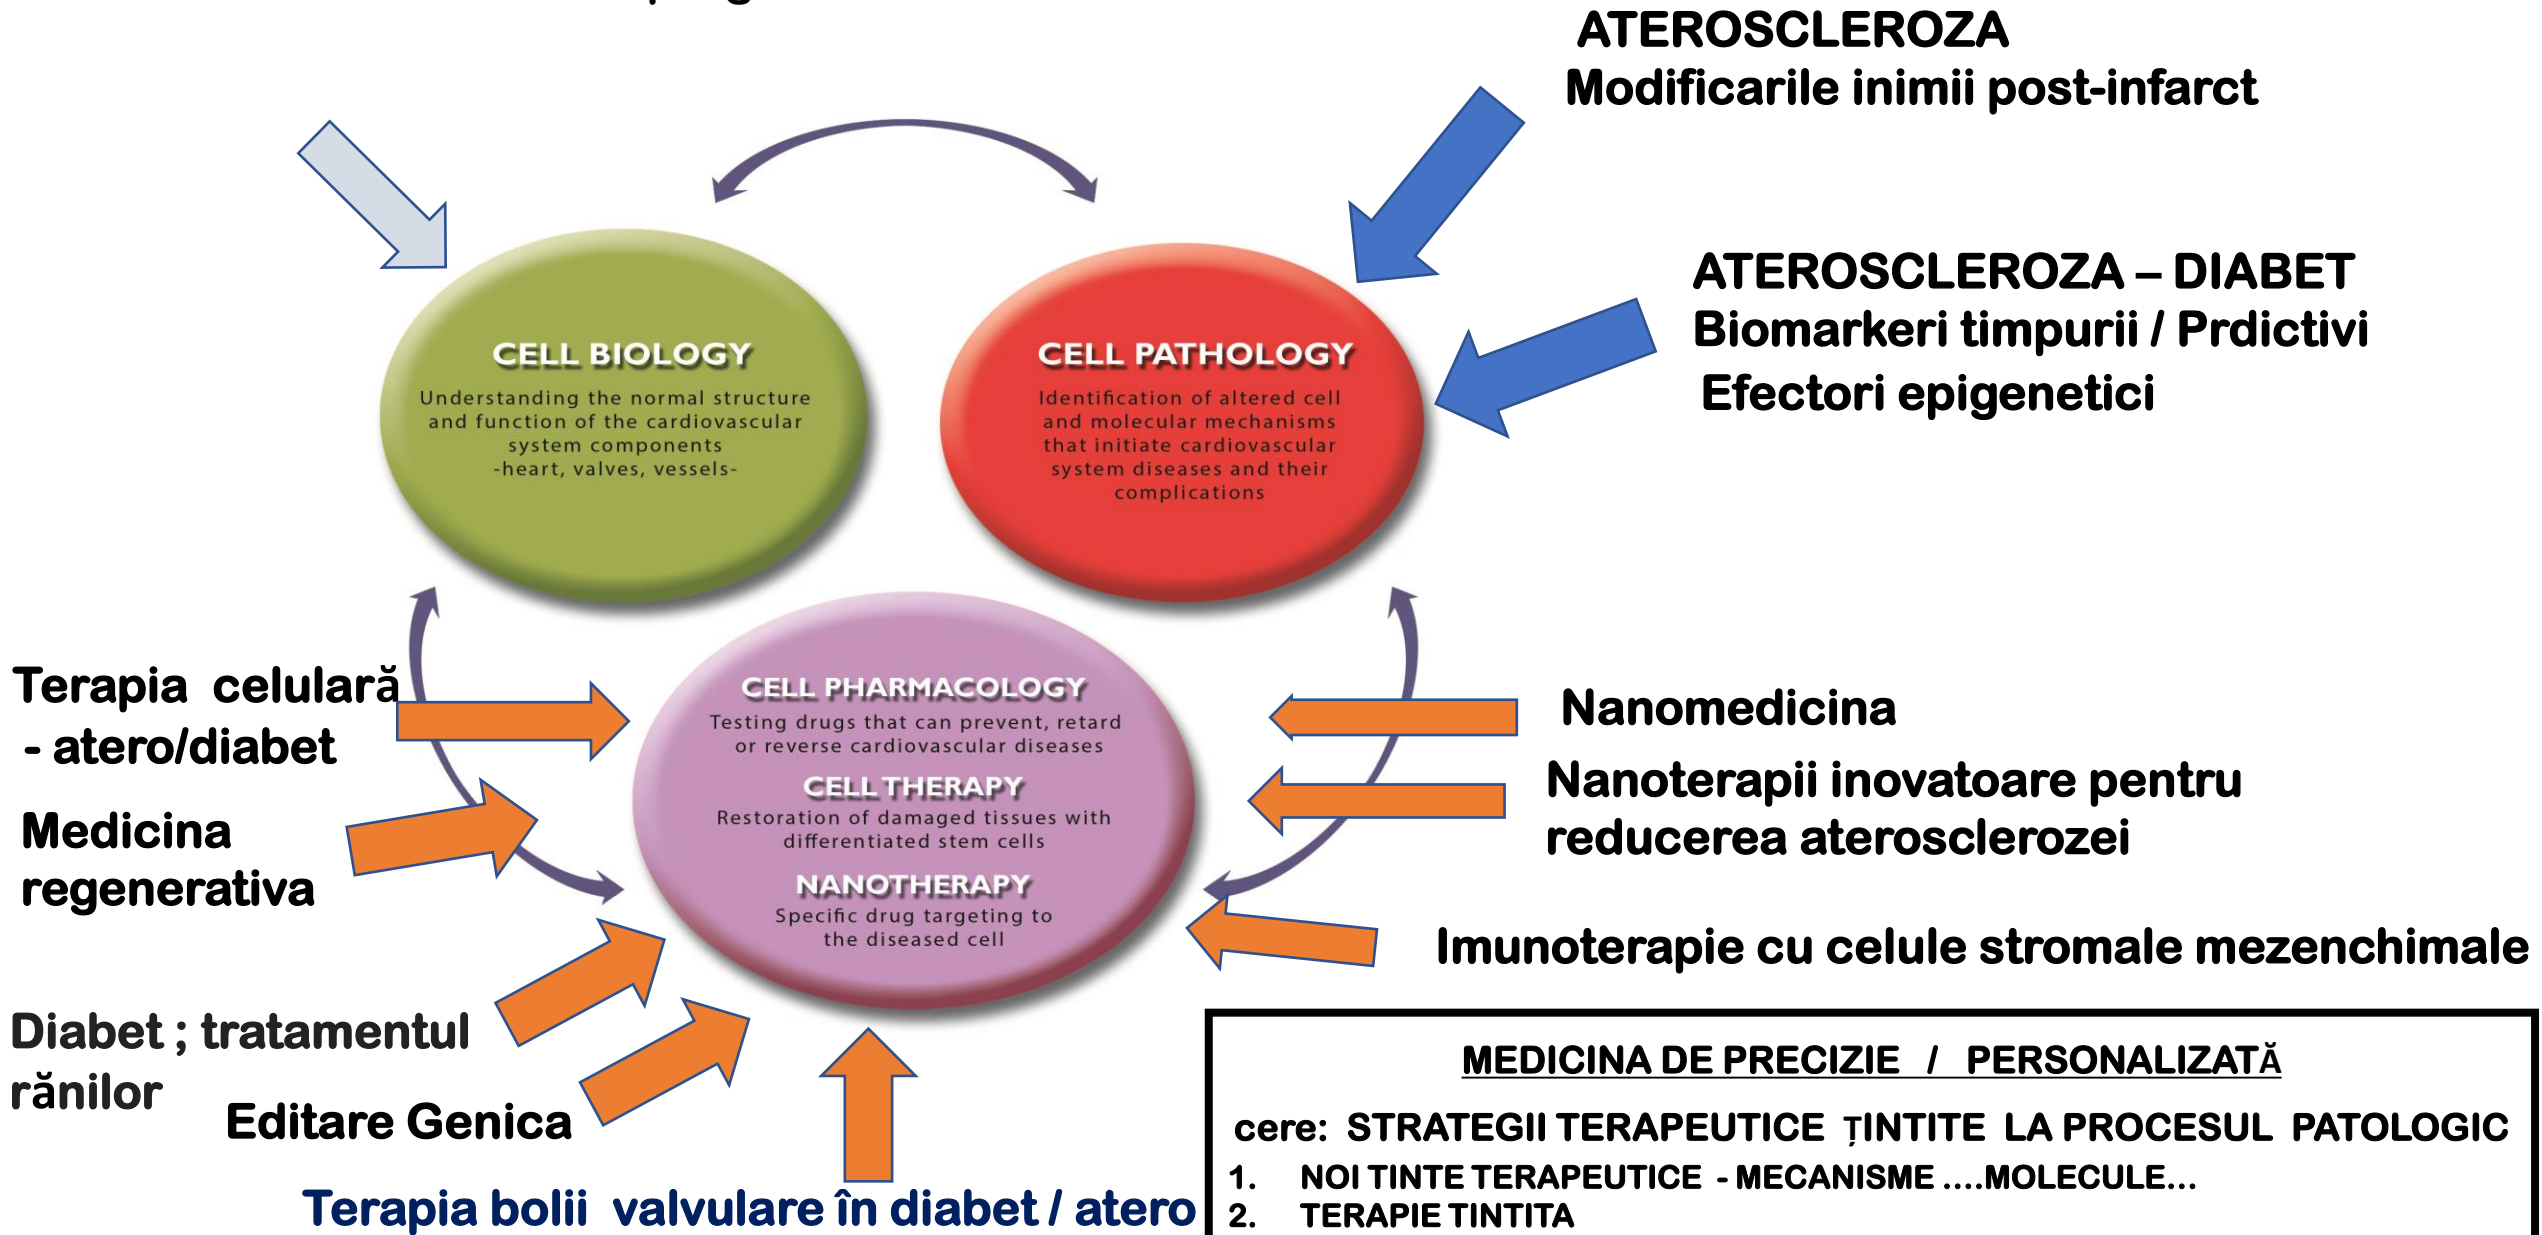 ATEROSCLEROZA
Modificarile inimii post-infarct
ATEROSCLEROZA – DIABET
Biomarkeri timpurii / Prdictivi
Efectori epigenetici
CELL BIOLOGY
Understanding the normal structure
and function of the cardiovascular
system components
-heart, valves, vessels-
CELL PATHOLOGY
Identification of altered cell
and molecular mechanisms
that initiate cardiovascular
system diseases and their
complications
Terapia celulară
- atero/diabet
Medicina
regenerativa
CELL PHARMACOLOGY
Testing drugs that can prevent, retard
or reverse cardiovascular diseases
CELL THERAPY
Restoration of damaged tissues with
differentiated stem cells
NANOTHERAPY
Specific drug targeting to
the diseased cell
Nanomedicina
Nanoterapii inovatoare pentru
reducerea aterosclerozei
Imunoterapie cu celule stromale mezenchimale
Diabet ; tratamentul
rănilor
Editare Genica
Terapia bolii valvulare în diabet / atero
MEDICINA DE PRECIZIE / PERSONALIZATĂ
cere: STRATEGII TERAPEUTICE ȚINTITE LA PROCESUL PATOLOGIC
1. NOI TINTE TERAPEUTICE - MECANISME ....MOLECULE...
2. TERAPIE TINTITA